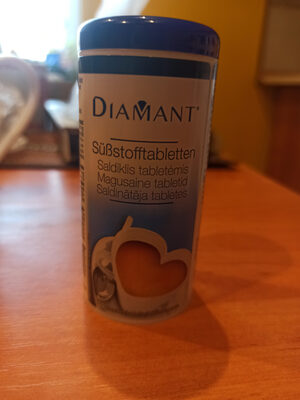 DIAMANT®
Süßstofftabletten
Saldiklis tabletėmis
Magusaine tabletid
Saldinātāja tabletes